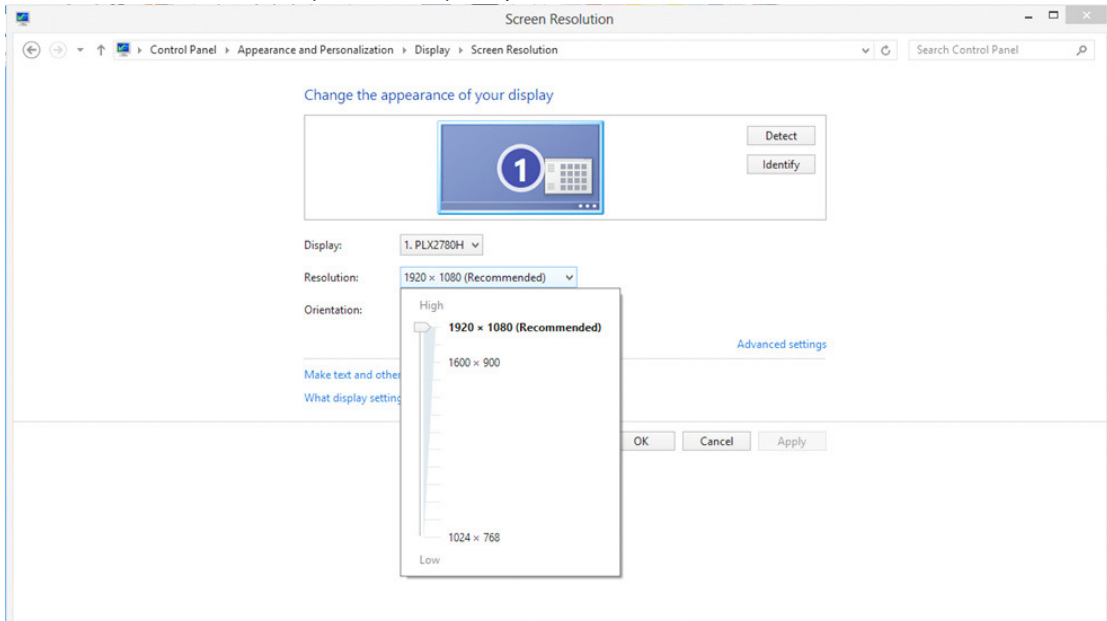 Screen Resolution
Control Panel Appearance and Personalization Display Screen Resolution Search Control Panel
Change the appearance of your display
1
Detect
Identify
Display: 1. PLX2780H
Resolution: 1920 × 1080 (Recommended)
Orientation:
High
1920 × 1080 (Recommended)
1600 × 900
1024 × 768
Low
Advanced settings
Make text and other
What display setting
OK Cancel Apply